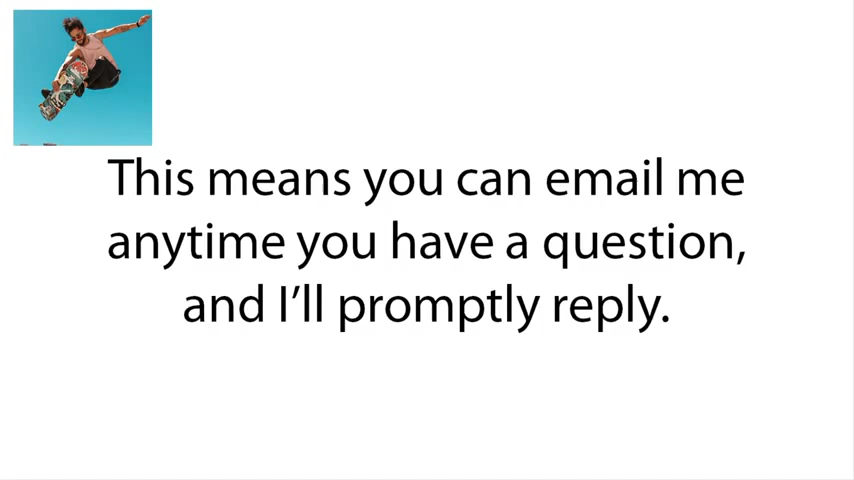 This means you can email me
anytime you have a question,
and I’ll promptly reply.